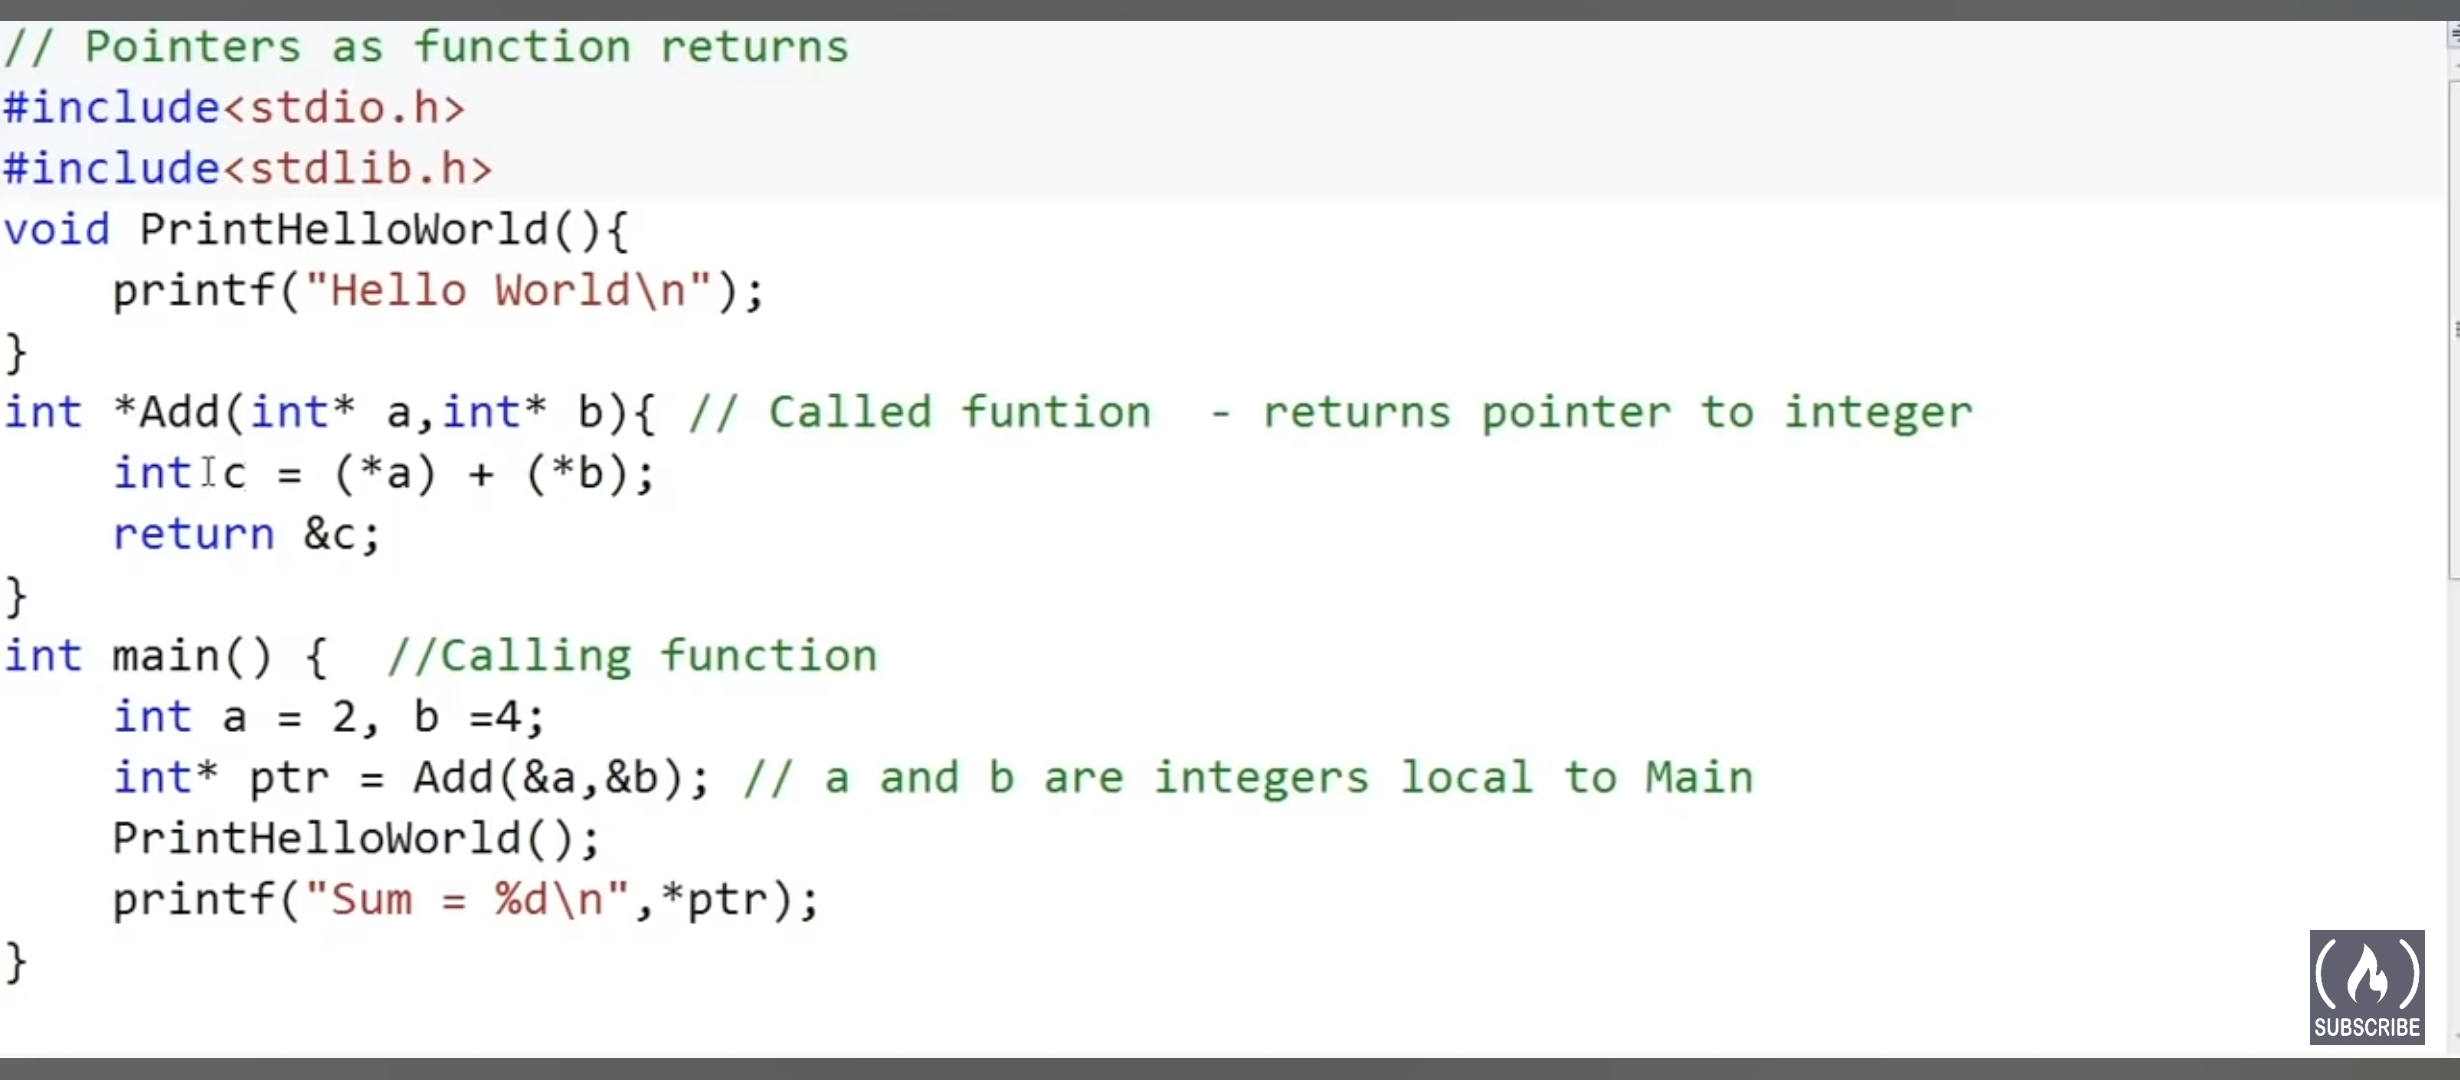 // Pointers as function returns
#include<stdio.h>
#include<stdlib.h>
void PrintHelloWorld(){
    printf("Hello World\n");
}
int *Add(int* a,int* b){ // Called funtion  - returns pointer to integer
    int c = (*a) + (*b);
    return &c;
}
int main() {  //Calling function
    int a = 2, b =4;
    int* ptr = Add(&a,&b); // a and b are integers local to Main
    PrintHelloWorld();
    printf("Sum = %d\n",*ptr);
}
SUBSCRIBE